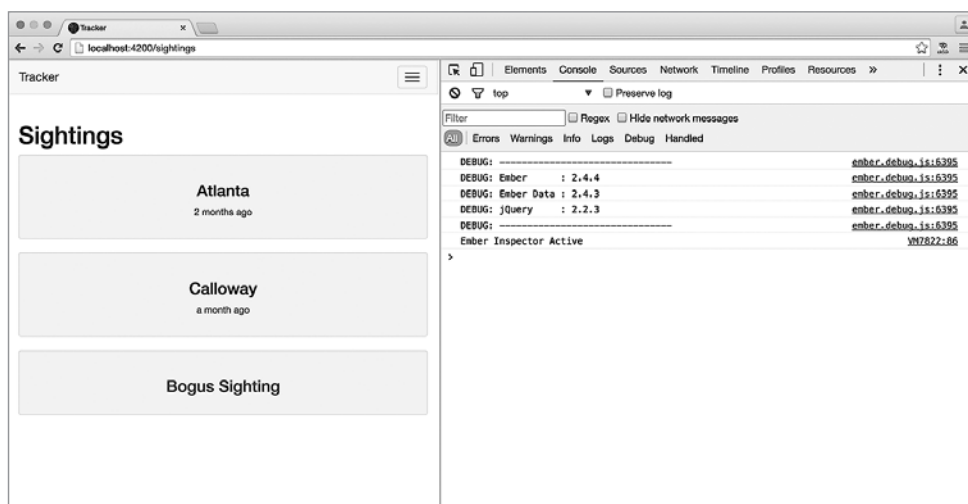 Tracker
localhost:4200/sightings
Tracker
Sightings
Atlanta
2 months ago
Calloway
a month ago
Bogus Sighting
Elements Console Sources Network Timeline Profiles Resources »
top ▼ Preserve log
Filter Regex Hide network messages
All Errors Warnings Info Logs Debug Handled
DEBUG: ------------------------------- ember.debug.js:6395
DEBUG: Ember : 2.4.4 ember.debug.js:6395
DEBUG: Ember Data : 2.4.3 ember.debug.js:6395
DEBUG: jQuery : 2.2.3 ember.debug.js:6395
DEBUG: ------------------------------- ember.debug.js:6395
Ember Inspector Active VM7822:86
>